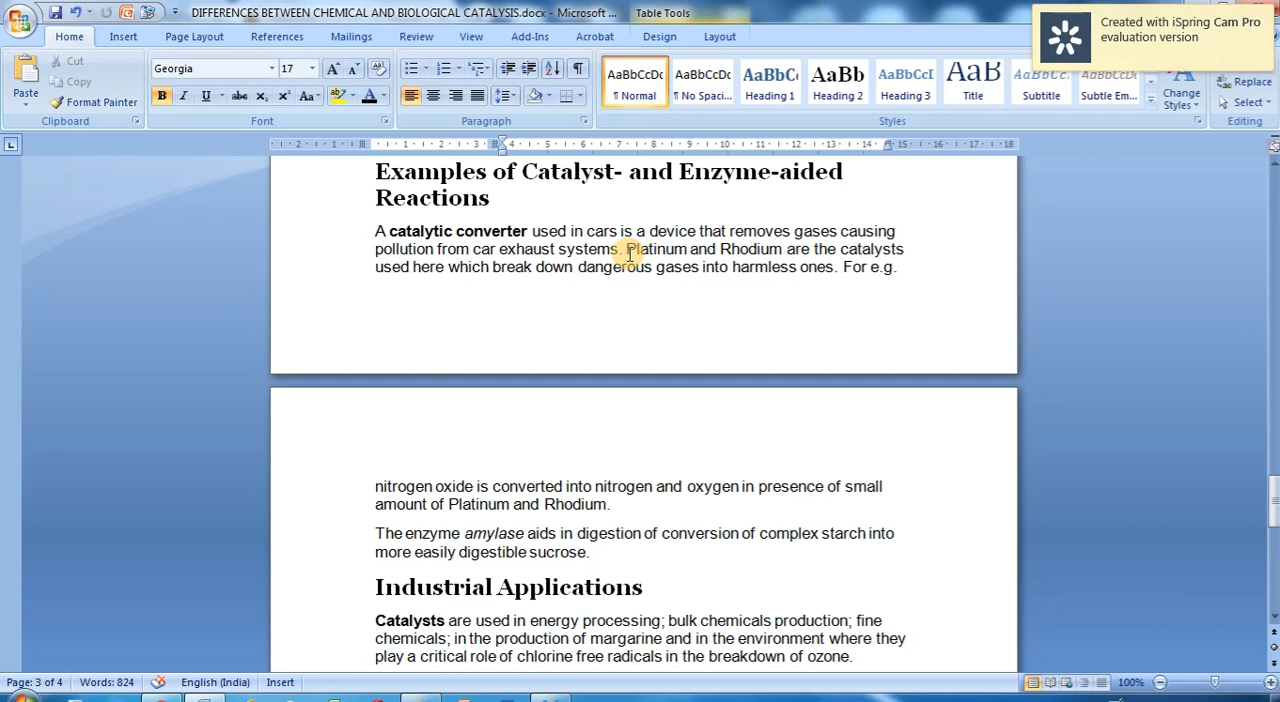 DIFFERENCES BETWEEN CHEMICAL AND BIOLOGICAL CATALYSIS.docx - Microsoft ...
Table Tools
Created with iSpring Cam Pro
evaluation version
Home
Insert
Page Layout
References
Mailings
Review
View
Add-Ins
Acrobat
Design
Layout
Paste
Cut
Copy
Format Painter
Clipboard
Georgia
17
Font
Paragraph
AaBbCcDc
¶ Normal
AaBbCcDc
¶ No Spaci...
AaBbC
Heading 1
AaBb
Heading 2
AaBbCcI
Heading 3
AaB
Title
AaBbCc.
Subtitle
AaBbCcDc
Subtle Em...
Change
Styles
Styles
Replace
Select
Editing
Examples of Catalyst- and Enzyme-aided
Reactions
A catalytic converter used in cars is a device that removes gases causing
pollution from car exhaust systems. Platinum and Rhodium are the catalysts
used here which break down dangerous gases into harmless ones. For e.g.
nitrogen oxide is converted into nitrogen and oxygen in presence of small
amount of Platinum and Rhodium.
The enzyme amylase aids in digestion of conversion of complex starch into
more easily digestible sucrose.
Industrial Applications
Catalysts are used in energy processing; bulk chemicals production; fine
chemicals; in the production of margarine and in the environment where they
play a critical role of chlorine free radicals in the breakdown of ozone.
Page: 3 of 4
Words: 824
English (India)
Insert
100%